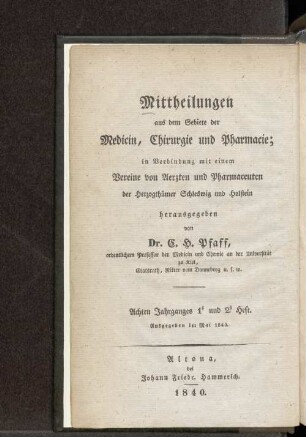 Mittheilungen
aus dem Gebiete der
Medicin, Chirurgie und Pharmacie;
in Verbindung mit einem
Vereine von Aerzten und Pharmaceuten
der Herzogthümer Schleswig und Holstein
herausgegeben
von
Dr. C. H. Pfaff,
ordentlichem Professor der Medicin und Chemie an der Universität
zu Kiel,
Etatsrath, Ritter vom Danebrog u. s. w.
Achten Jahrganges 1s und 2s Heft.
Ausgegeben im Mai
Altona,
bei
Johann Friedr. Hammerich.
1840.